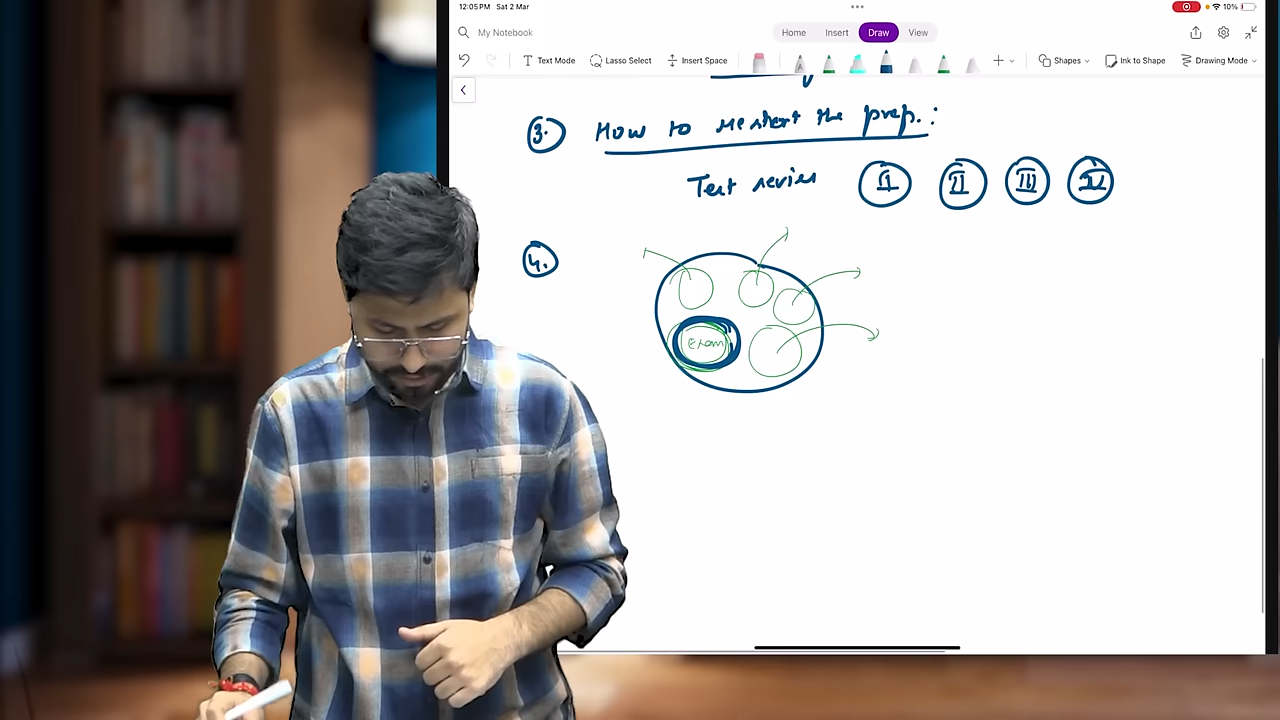 12:05 PM Sat 2 Mar
10%
My Notebook
Home Insert Draw View
Text Mode Lasso Select Insert Space Shapes Ink to Shape Drawing Mode
3. How to restart the prep.:
Test series I II III IV
4.
Exam